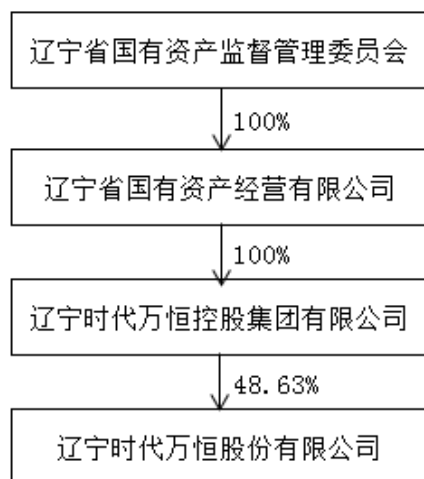 辽宁省国有资产监督管理委员会
100%
辽宁省国有资产经营有限公司
100%
辽宁时代万恒控股集团有限公司
48.63%
辽宁时代万恒股份有限公司